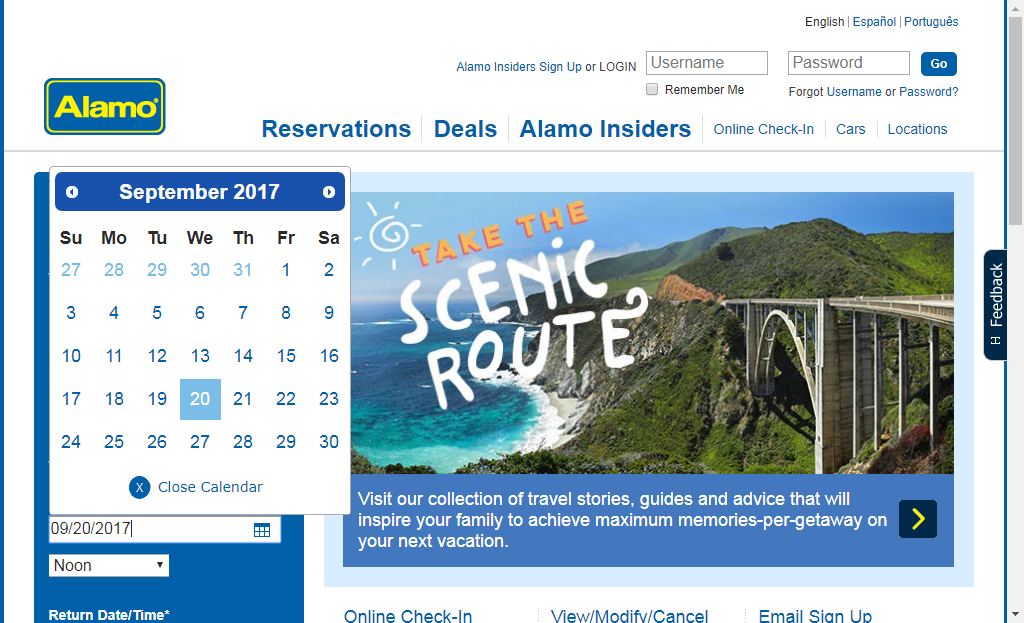 English | Español | Português
Alamo Insiders Sign Up or LOGIN
Username
Password
Go
Remember Me
Forgot Username or Password?
Alamo
Reservations
Deals
Alamo Insiders
Online Check-In
Cars
Locations
September 2017
Su Mo Tu We Th Fr Sa
27 28 29 30 31 1 2
3 4 5 6 7 8 9
10 11 12 13 14 15 16
17 18 19 20 21 22 23
24 25 26 27 28 29 30
X Close Calendar
09/20/2017
Noon
Return Date/Time*
TAKE THE
SCENIC
ROUTE
Visit our collection of travel stories, guides and advice that will
inspire your family to achieve maximum memories-per-getaway on
your next vacation.
Feedback
Online Check-In
View/Modify/Cancel
Email Sign Up